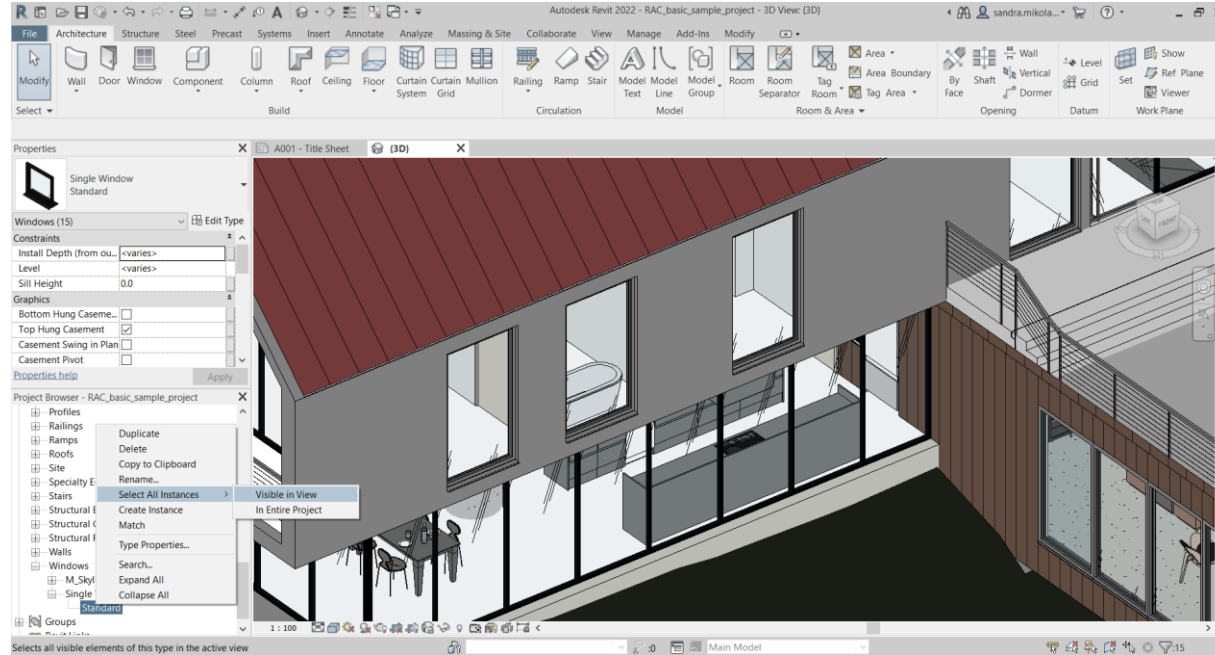 Autodesk Revit 2022 - RAC_basic_sample_project - 3D View: {3D}
sandra.mikola...
File Architecture Structure Steel Precast Systems Insert Annotate Analyze Massing & Site Collaborate View Manage Add-Ins Modify
Modify Wall Door Window Component Column Roof Ceiling Floor Curtain System Curtain Grid Mullion Railing Ramp Stair Model Text Model Line Model Group Room Room Separator Tag Room
Area
Area Boundary
Tag Area
By Face Shaft
Wall
Vertical
Dormer
Level
Grid
Set
Show
Ref Plane
Viewer
Select Build Circulation Model Room & Area Opening Datum Work Plane
Properties
A001 - Title Sheet {3D}
Single Window
Standard
Windows (15) Edit Type
Constraints
Install Depth (from ou... <varies>
Level <varies>
Sill Height 0.0
Graphics
Bottom Hung Caseme...
Top Hung Casement
Casement Swing in Plan
Casement Pivot
Properties help Apply
Project Browser - RAC_basic_sample_project
Profiles
Railings
Ramps
Roofs
Site
Specialty E
Stairs
Structural
Structural
Structural
Walls
Windows
M_Skyl
Single
Standard
Groups
Duplicate
Delete
Copy to Clipboard
Rename...
Select All Instances
Create Instance
Match
Type Properties...
Search...
Expand All
Collapse All
Visible in View
In Entire Project
FRONT
1 : 100
Selects all visible elements of this type in the active view
:0 Main Model :15